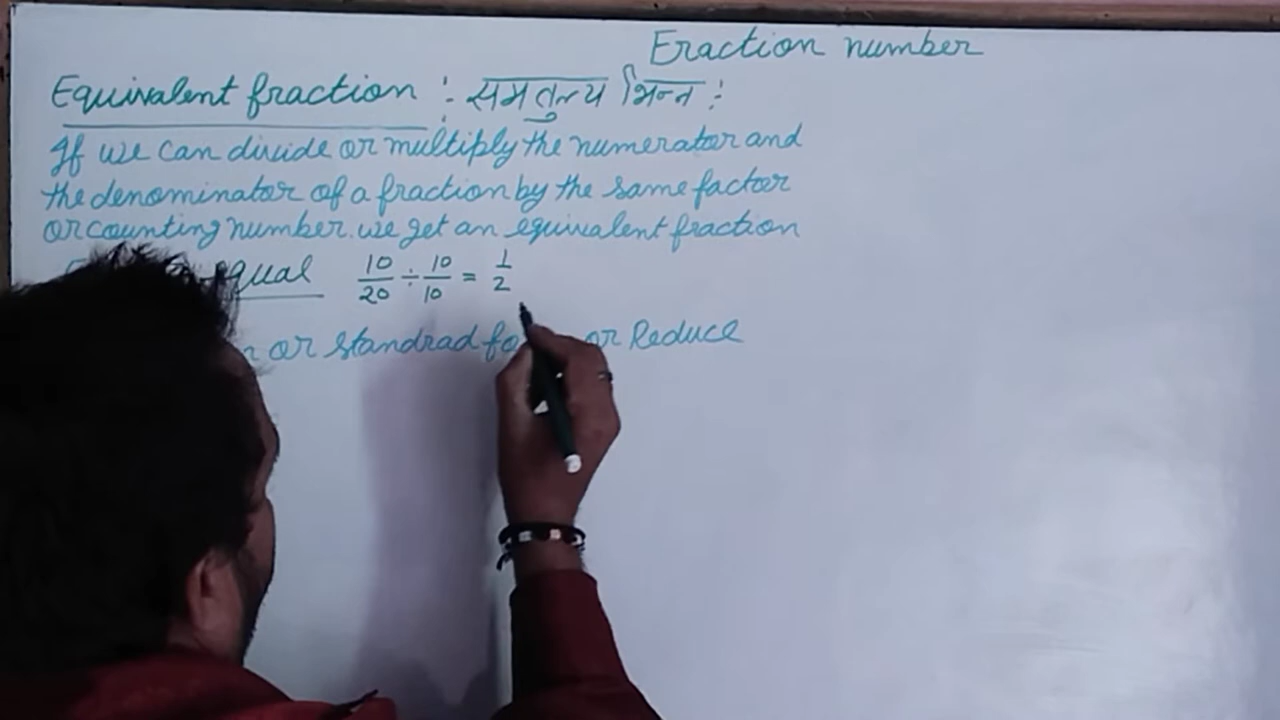 Fraction number
Equivalent fraction : समतुल्य भिन्न :
If we can divide or multiply the numerator and
the denominator of a fraction by the same factor
or counting number. we get an equivalent fraction
equal 10/20 ÷ 10/10 = 1/2
or standrad or Reduce